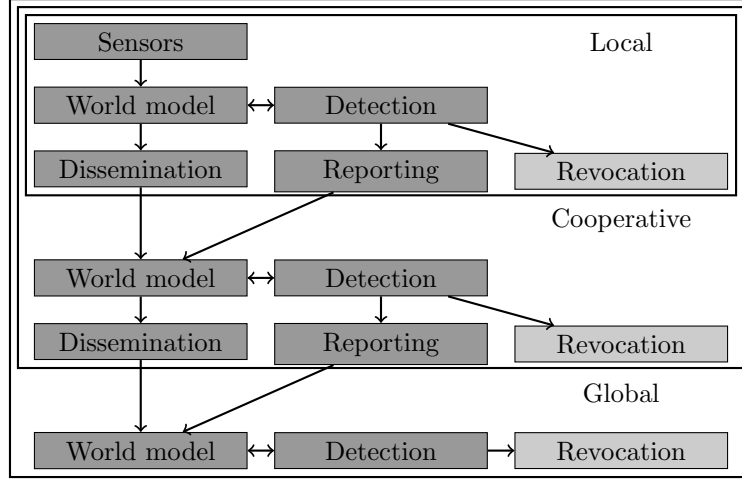 Sensors
Local
World model
Detection
Dissemination
Reporting
Revocation
Cooperative
World model
Detection
Dissemination
Reporting
Revocation
Global
World model
Detection
Revocation